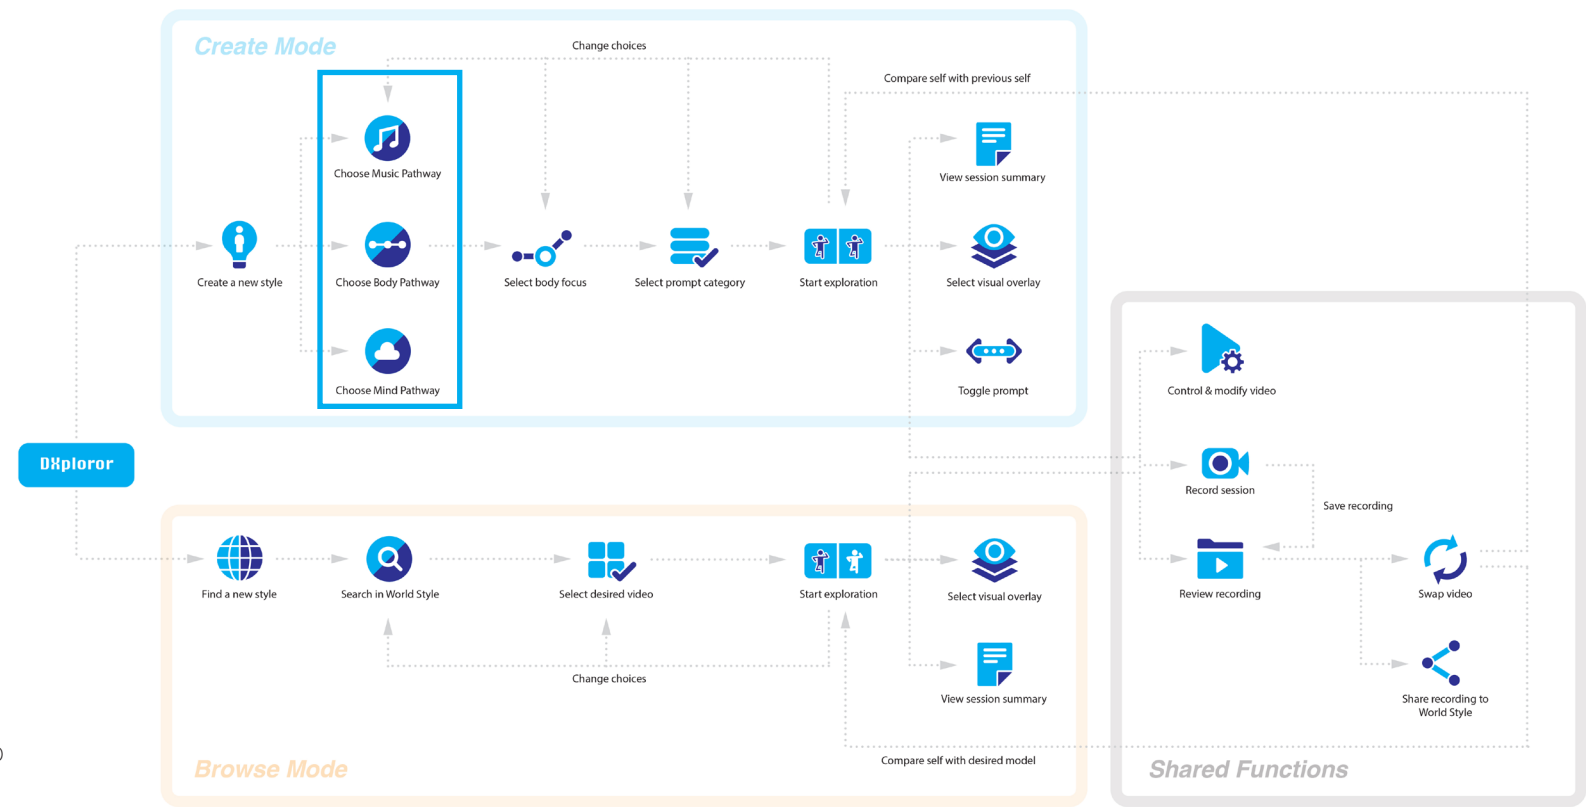 Create Mode
Change choices
Compare self with previous self
Choose Music Pathway
View session summary
Create a new style
Choose Body Pathway
Select body focus
Select prompt category
Start exploration
Select visual overlay
Choose Mind Pathway
Toggle prompt
Control & modify video
DXploror
Record session
Save recording
Find a new style
Search in World Style
Select desired video
Start exploration
Select visual overlay
Review recording
Swap video
Change choices
View session summary
Share recording to
World Style
)
Compare self with desired model
Browse Mode
Shared Functions